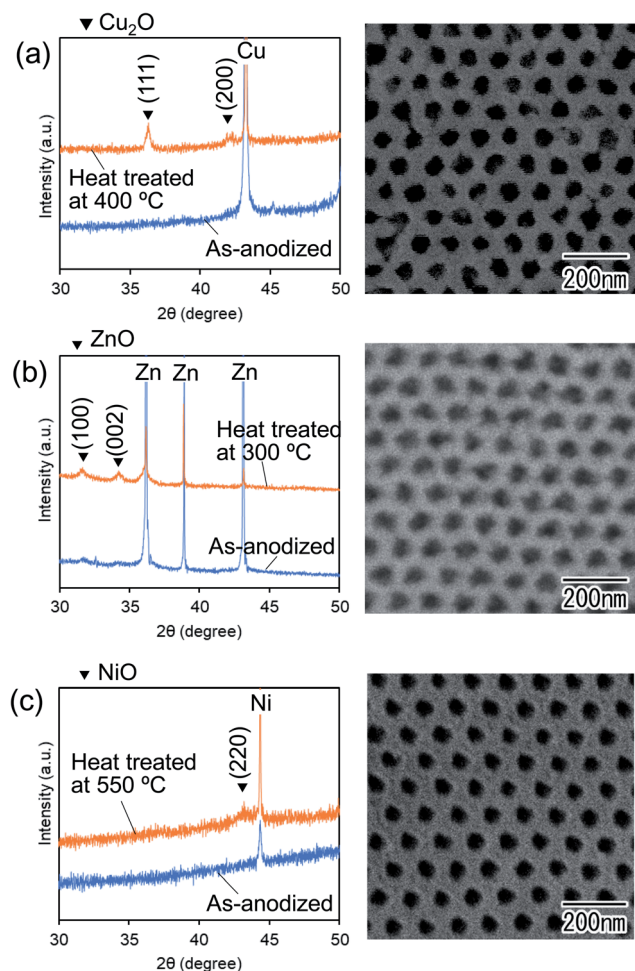 ▼ Cu₂O
(a)
(111)
(200)
Cu
Intensity (a.u.)
Heat treated
at 400 ºC
As-anodized
30 35 40 45 50
2θ (degree)
200nm
▼ ZnO
(b)
Zn Zn Zn
(100)
(002)
Intensity (a.u.)
Heat treated
at 300 ºC
As-anodized
30 35 40 45 50
2θ (degree)
200nm
▼ NiO
(c)
Ni
(220)
Intensity (a.u.)
Heat treated
at 550 ºC
As-anodized
30 35 40 45 50
2θ (degree)
200nm